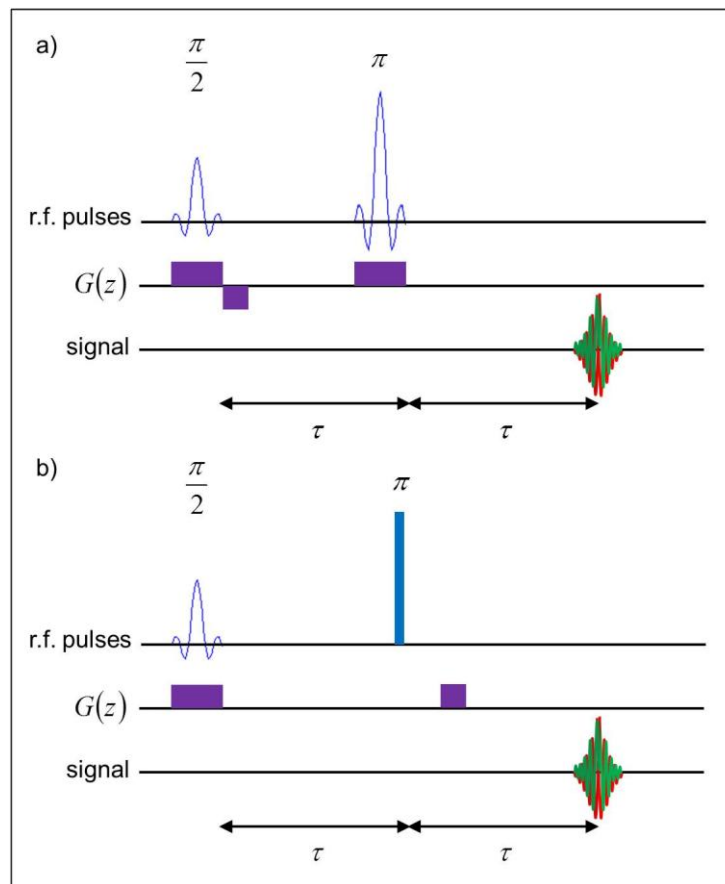 a)
π/2
π
r.f. pulses
G(z)
signal
τ
τ
b)
π/2
π
r.f. pulses
G(z)
signal
τ
τ